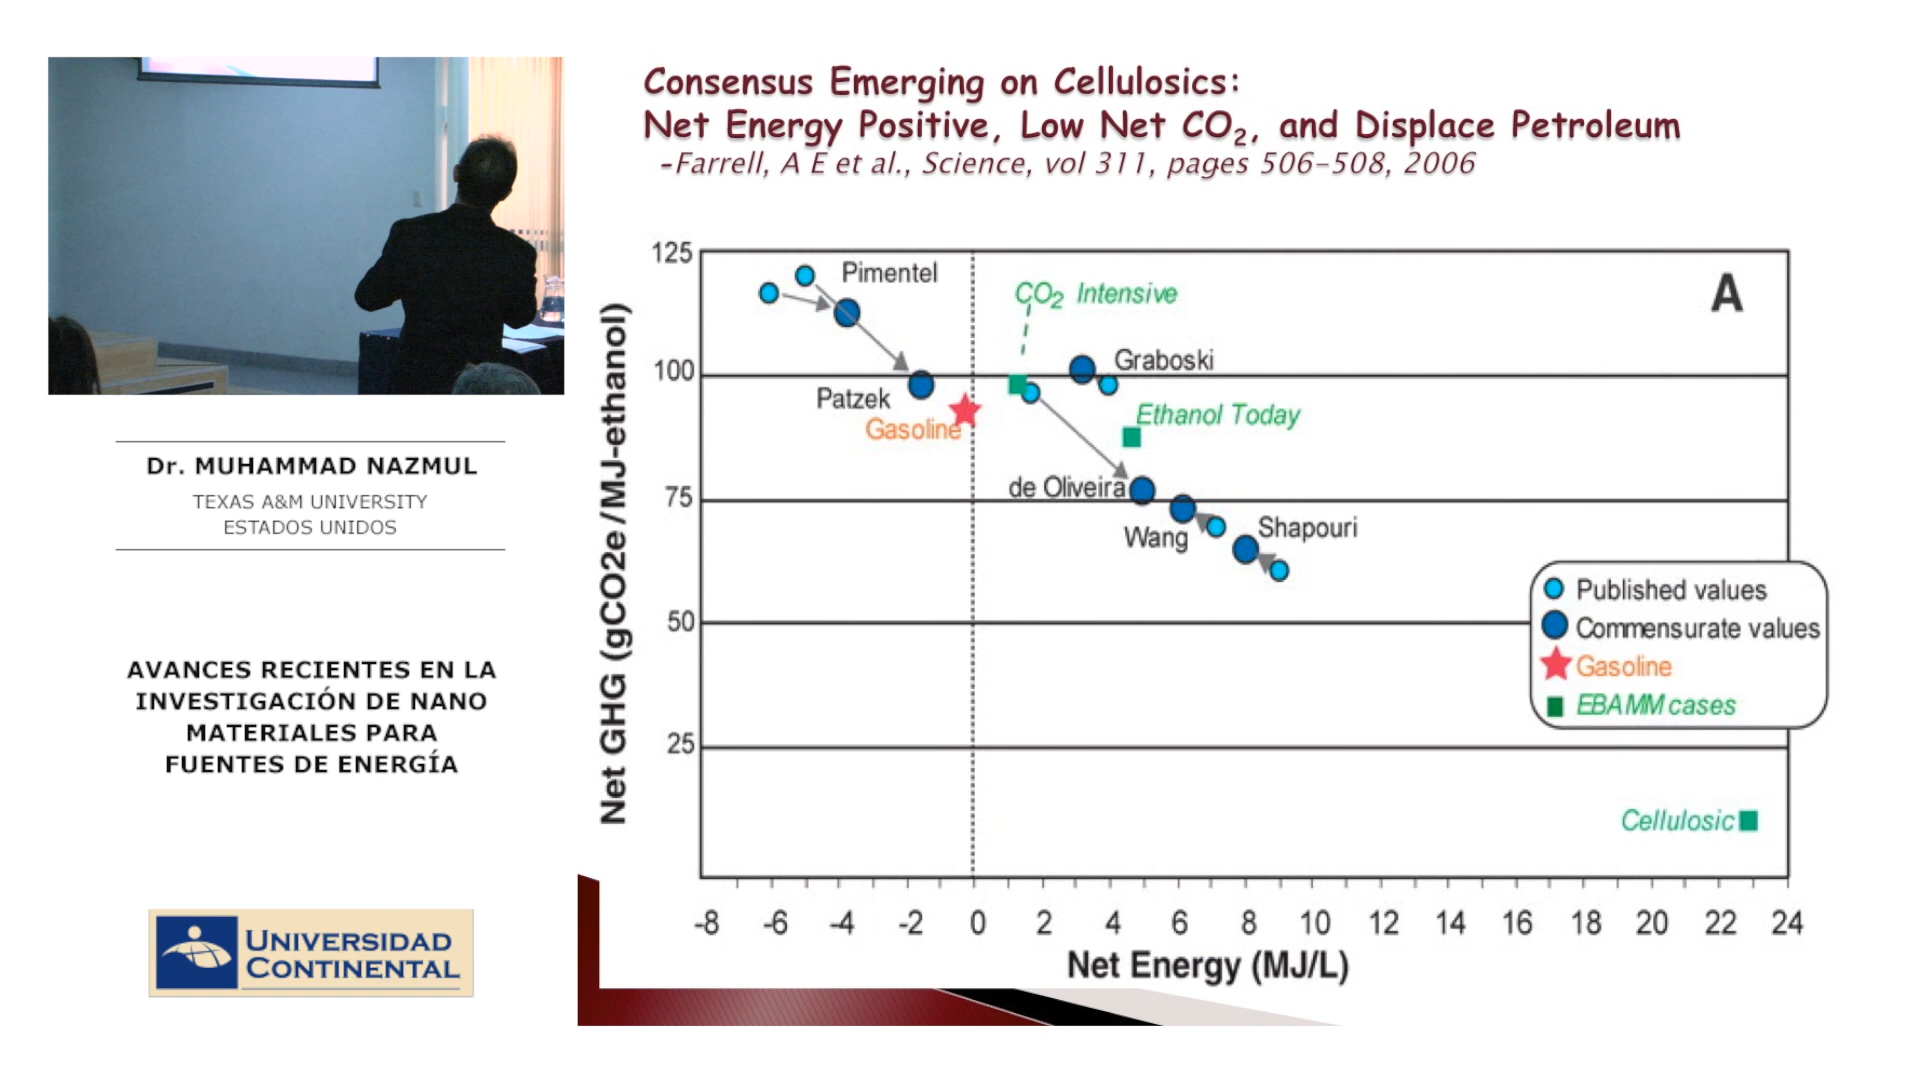 Consensus Emerging on Cellulosics:
Net Energy Positive, Low Net CO2, and Displace Petroleum
-Farrell, A E et al., Science, vol 311, pages 506-508, 2006
Dr. MUHAMMAD NAZMUL
TEXAS A&M UNIVERSITY
ESTADOS UNIDOS
AVANCES RECIENTES EN LA
INVESTIGACIÓN DE NANO
MATERIALES PARA
FUENTES DE ENERGÍA
UNIVERSIDAD
CONTINENTAL
Net GHG (gCO2e/MJ-ethanol)
125
100
75
50
25
A
Pimentel
CO2 Intensive
Graboski
Patzek
Gasoline
Ethanol Today
de Oliveira
Wang
Shapouri
Published values
Commensurate values
Gasoline
EBAMM cases
Cellulosic
-8 -6 -4 -2 0 2 4 6 8 10 12 14 16 18 20 22 24
Net Energy (MJ/L)